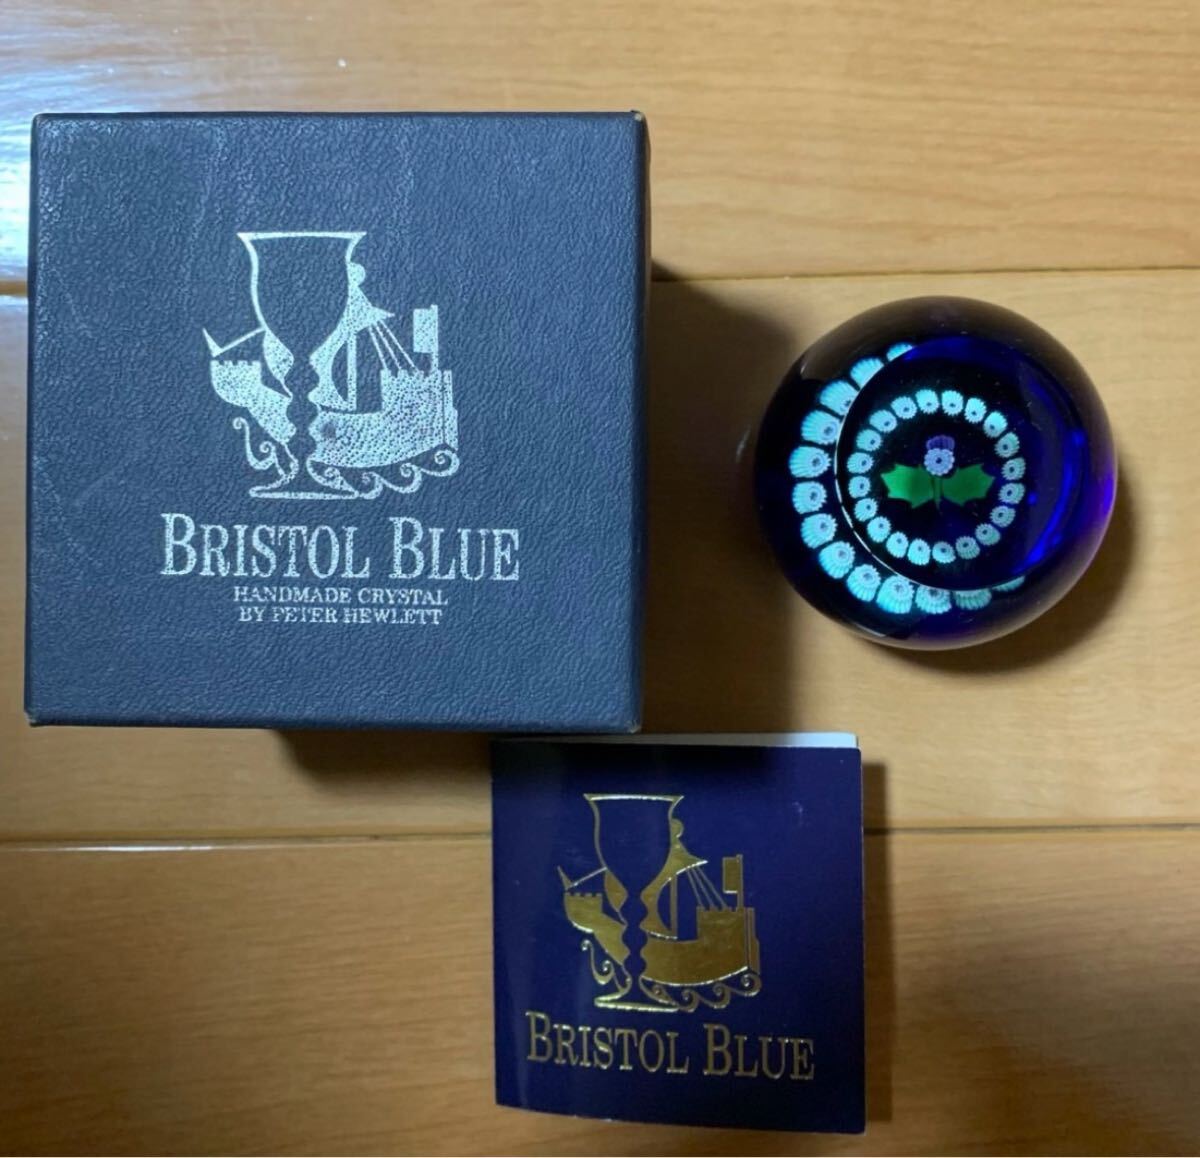 BRISTOL BLUE
HANDMADE CRYSTAL
BY PETER HEWLETT
BRISTOL BLUE